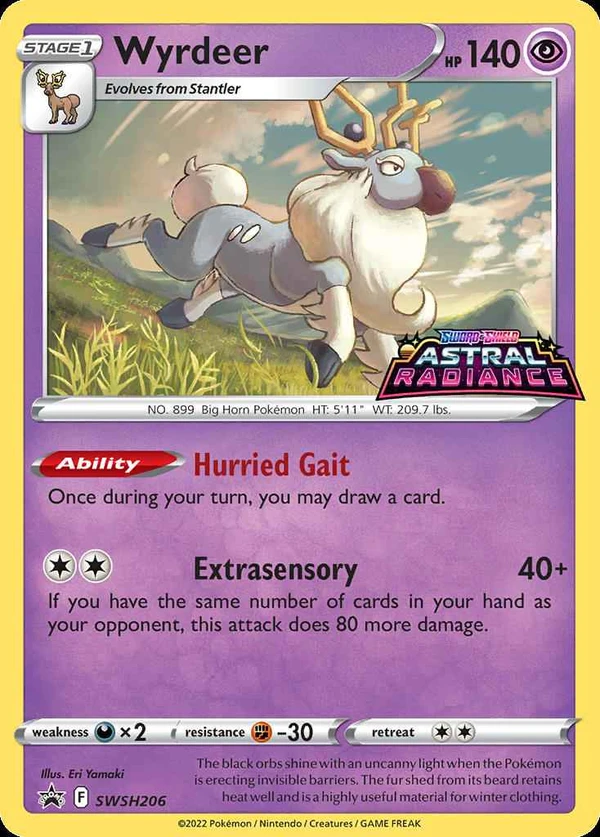 STAGE 1 Wyrdeer HP 140
Evolves from Stantler
SWORD & SHIELD
ASTRAL
RADIANCE
NO. 899 Big Horn Pokémon HT: 5'11" WT: 209.7 lbs.
Ability Hurried Gait
Once during your turn, you may draw a card.
Extrasensory 40+
If you have the same number of cards in your hand as
your opponent, this attack does 80 more damage.
weakness ×2 resistance -30 retreat
Illus. Eri Yamaki
The black orbs shine with an uncanny light when the Pokémon
is erecting invisible barriers. The fur shed from its beard retains
heat well and is a highly useful material for winter clothing.
F SWSH206
©2022 Pokémon / Nintendo / Creatures / GAME FREAK